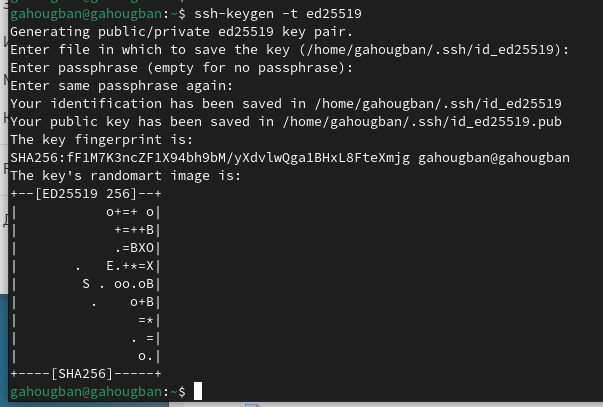 gahougban@gahougban:~$ ssh-keygen -t ed25519
Generating public/private ed25519 key pair.
Enter file in which to save the key (/home/gahougban/.ssh/id_ed25519):
Enter passphrase (empty for no passphrase):
Enter same passphrase again:
Your identification has been saved in /home/gahougban/.ssh/id_ed25519
Your public key has been saved in /home/gahougban/.ssh/id_ed25519.pub
The key fingerprint is:
SHA256:fF1M7K3ncZF1X94bh9bM/yXdvlwQga1BHxL8FteXmjg gahougban@gahougban
The key's randomart image is:
+--[ED25519 256]--+
|           o+=+ o|
|            +=++B|
|            .=BXO|
|       .   E.+*=X|
|        S . oo.oB|
|         .    o+B|
|               =*|
|              . =|
|               o.|
+----[SHA256]-----+
gahougban@gahougban:~$